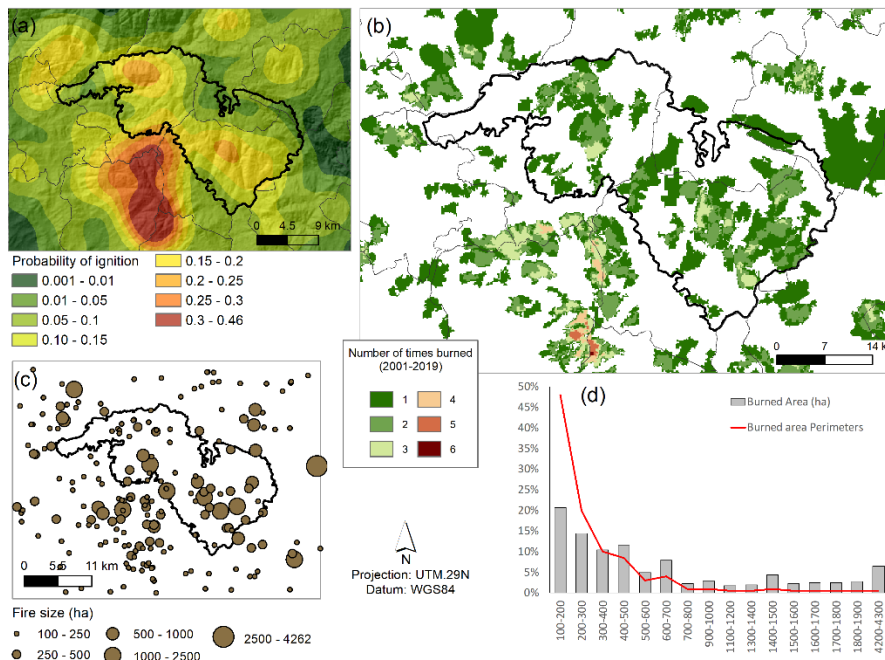 (a)
0 4.5 9 km
Probability of ignition
0.001 - 0.01
0.01 - 0.05
0.05 - 0.1
0.10 - 0.15
0.15 - 0.2
0.2 - 0.25
0.25 - 0.3
0.3 - 0.46
(b)
0 7 14 k
Number of times burned
(2001-2019)
1
2
3
4
5
6
(c)
0 5.5 11 km
Fire size (ha)
100 - 250
250 - 500
500 - 1000
1000 - 2500
2500 - 4262
N
Projection: UTM.29N
Datum: WGS84
(d)
Burned Area (ha)
Burned area Perimeters
50%
45%
40%
35%
30%
25%
20%
15%
10%
5%
0%
100-200
200-300
300-400
400-500
500-600
600-700
700-800
900-1000
1100-1200
1300-1400
1400-1500
1500-1600
1600-1700
1700-1800
1800-1900
4200-4300